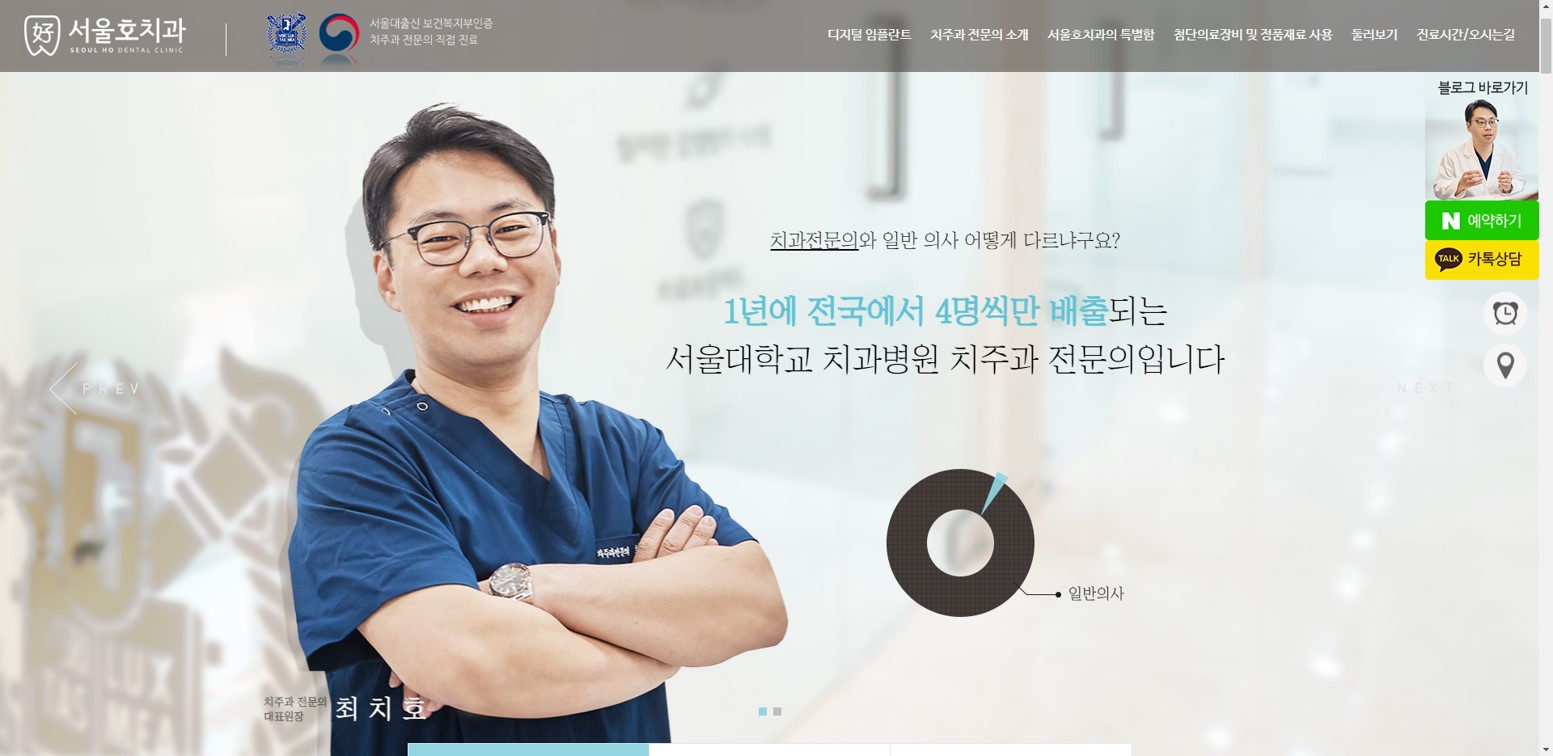 서울호치과
SEOUL HO DENTAL CLINIC
서울대출신 보건복지부인증
치주과 전문의 직접 진료
디지털 임플란트 치주과 전문의 소개 서울호치과의 특별함 첨단의료장비 및 정품재료 사용 둘러보기 진료시간/오시는길
블로그 바로가기
N 예약하기
TALK 카톡상담
치과전문의와 일반 의사 어떻게 다르냐구요?
1년에 전국에서 4명씩만 배출되는
서울대학교 치과병원 치주과 전문의입니다
PREV
NEXT
치주과전문의
일반의사
치주과 전문의
대표원장
최치호